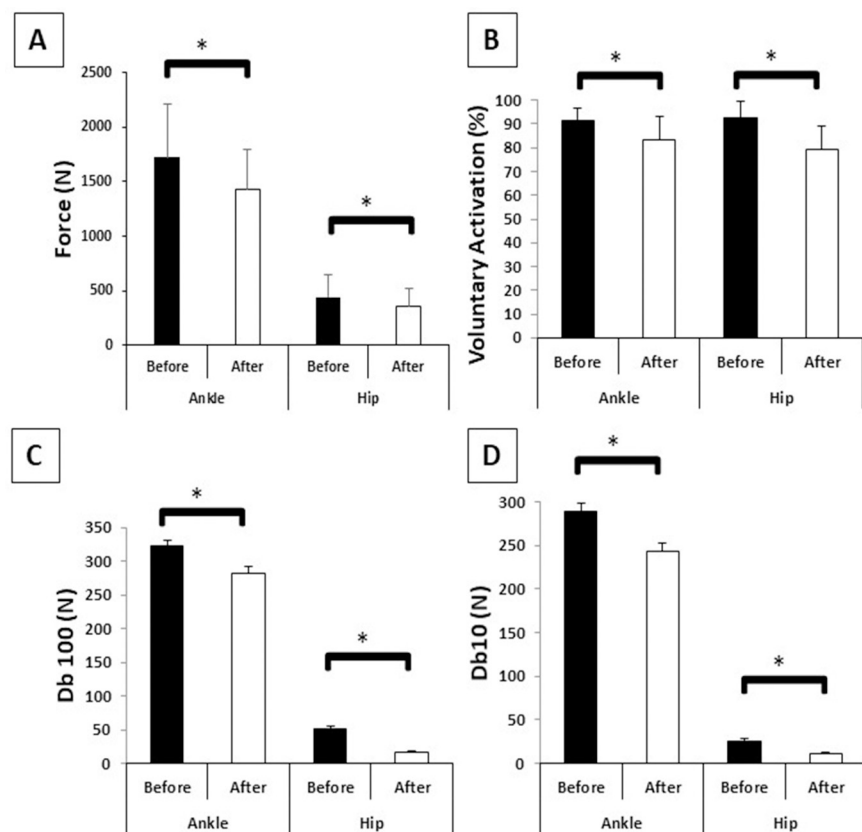 A
*
2500
2000
1500
1000
500
0
Force (N)
*
Before After Before After
Ankle Hip
B
* *
100
90
80
70
60
50
40
30
20
10
0
Voluntary Activation (%)
Before After Before After
Ankle Hip
C
*
350
300
250
200
150
100
50
0
Db 100 (N)
*
Before After Before After
Ankle Hip
D
*
300
250
200
150
100
50
0
Db10 (N)
*
Before After Before After
Ankle Hip